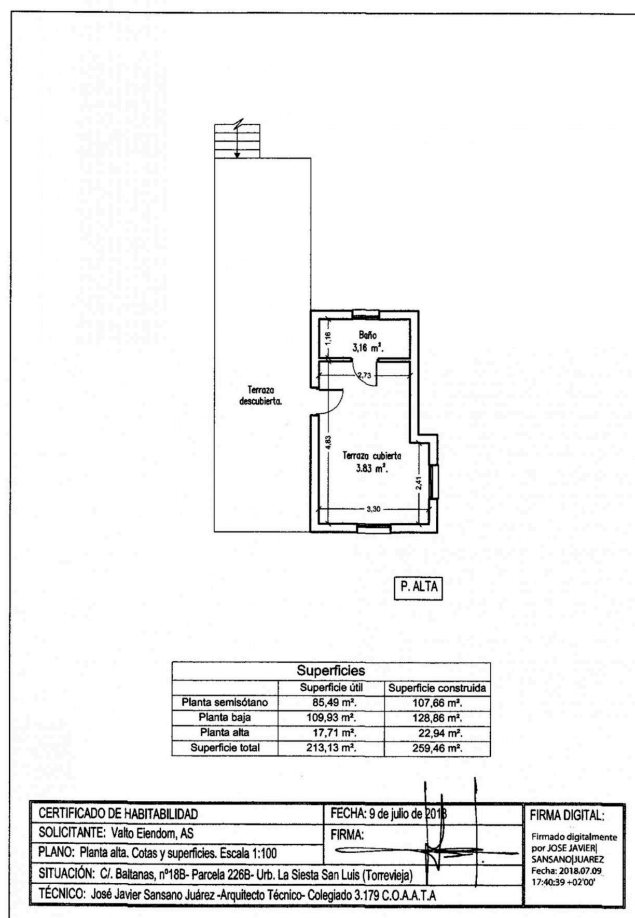 Baño
3,16 m².
1,16
2,73
Terraza
descubierta.
4,83
Terraza cubierta
3.83 m².
2,41
3,30
P. ALTA
Superficies
Superficie útil Superficie construida
Planta semisótano 85,49 m². 107,66 m².
Planta baja 109,93 m². 128,86 m².
Planta alta 17,71 m². 22,94 m².
Superficie total 213,13 m². 259,46 m².
CERTIFICADO DE HABITABILIDAD
FECHA: 9 de julio de 2018
SOLICITANTE: Valto Eiendom, AS
FIRMA:
PLANO: Planta alta. Cotas y superficies. Escala 1:100
SITUACIÓN: C/. Baltanas, nº18B- Parcela 226B- Urb. La Siesta San Luis (Torrevieja)
TÉCNICO: José Javier Sansano Juárez -Arquitecto Técnico- Colegiado 3.179 C.O.A.A.T.A
FIRMA DIGITAL:
Firmado digitalmente
por JOSE JAVIER|
SANSANO|JUAREZ
Fecha: 2018.07.09
17:40:39 +02'00'